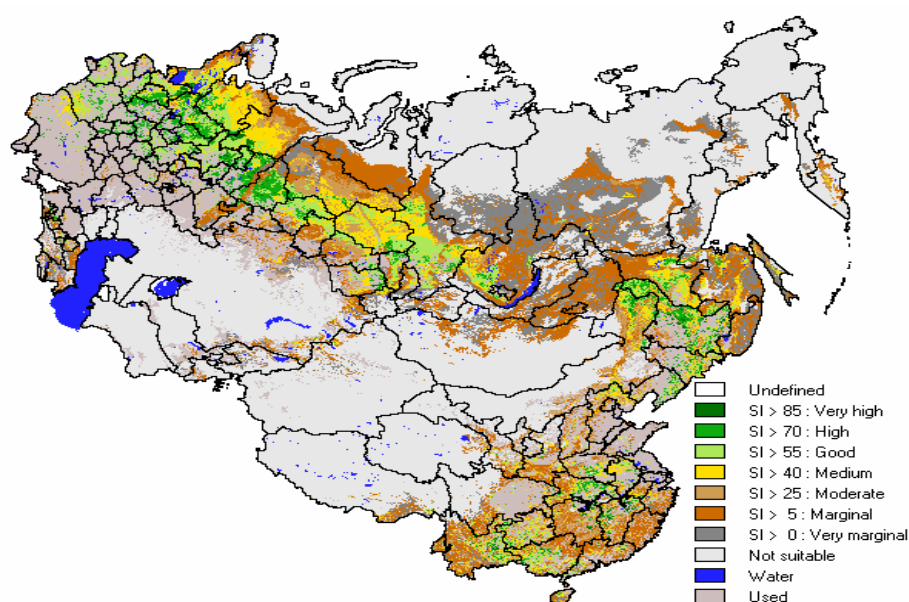 Undefined
SI > 85 : Very high
SI > 70 : High
SI > 55 : Good
SI > 40 : Medium
SI > 25 : Moderate
SI > 5 : Marginal
SI > 0 : Very marginal
Not suitable
Water
Used